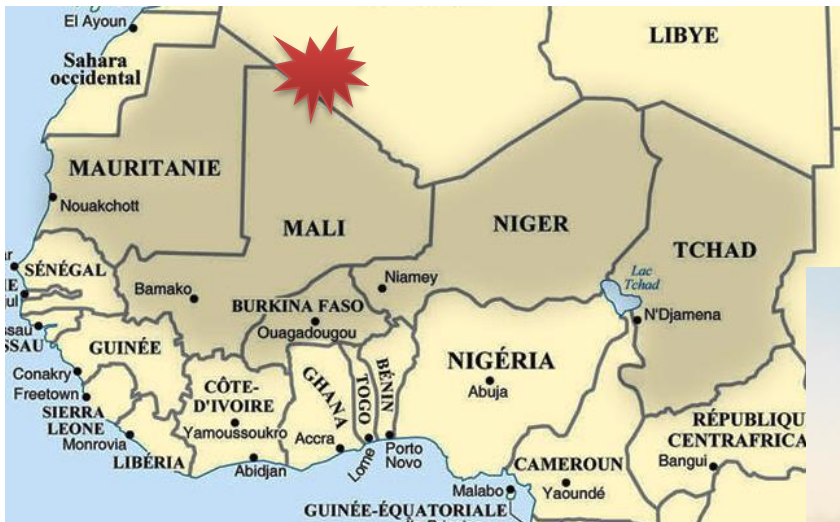 El Ayoun
Sahara
occidental
LIBYE
MAURITANIE
Nouakchott
MALI
NIGER
TCHAD
SÉNÉGAL
Bamako
BURKINA FASO
Ouagadougou
Niamey
Lac
Tchad
N'Djamena
GUINÉE
Conakry
Freetown
SIERRA
LEONE
Monrovia
LIBÉRIA
CÔTE-
D'IVOIRE
Yamoussoukro
Abidjan
GHANA
Accra
TOGO
Lome
BÉNIN
Porto
Novo
NIGÉRIA
Abuja
CAMEROUN
Yaoundé
Malabo
GUINÉE-ÉQUATORIALE
RÉPUBLIQU
CENTRAFRICA
Bangui